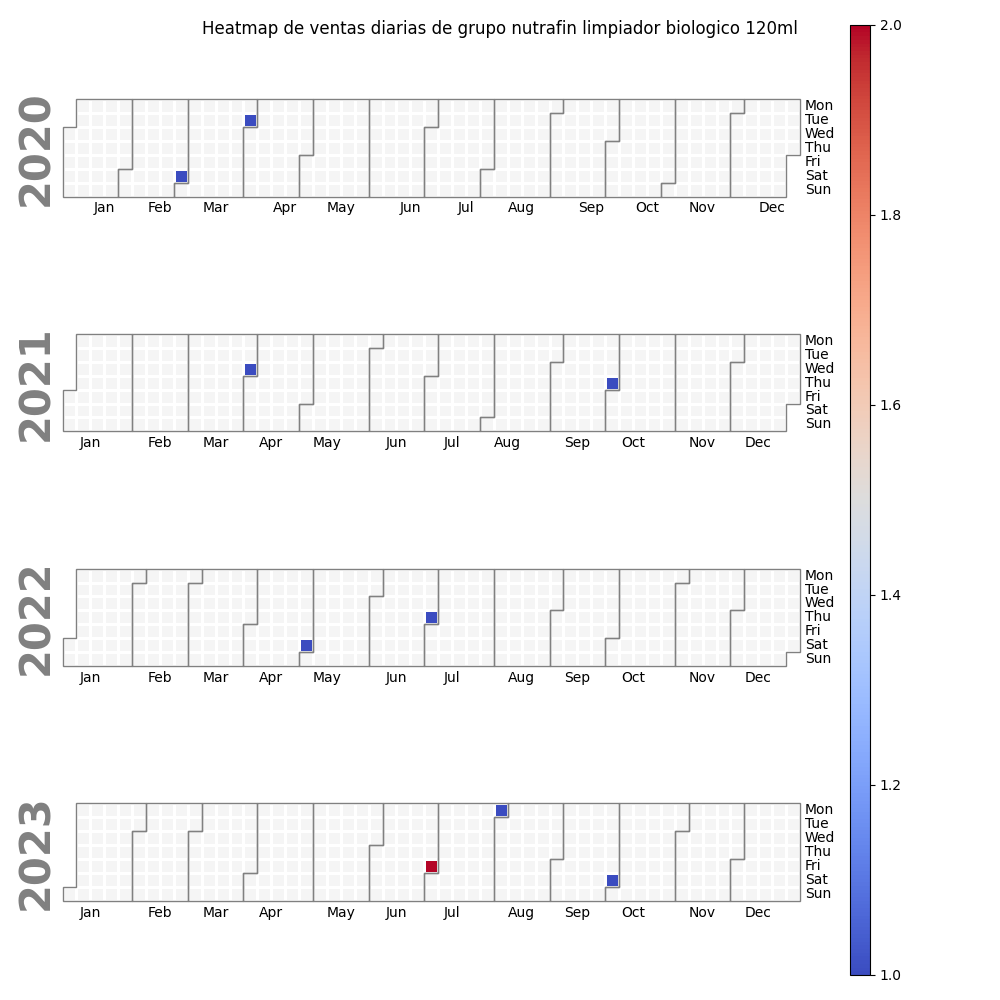 Heatmap de ventas diarias de grupo nutrafin limpiador biologico 120ml
2020
Mon
Tue
Wed
Thu
Fri
Sat
Sun
Jan Feb Mar Apr May Jun Jul Aug Sep Oct Nov Dec
2021
Mon
Tue
Wed
Thu
Fri
Sat
Sun
Jan Feb Mar Apr May Jun Jul Aug Sep Oct Nov Dec
2022
Mon
Tue
Wed
Thu
Fri
Sat
Sun
Jan Feb Mar Apr May Jun Jul Aug Sep Oct Nov Dec
2023
Mon
Tue
Wed
Thu
Fri
Sat
Sun
Jan Feb Mar Apr May Jun Jul Aug Sep Oct Nov Dec
2.0
1.8
1.6
1.4
1.2
1.0